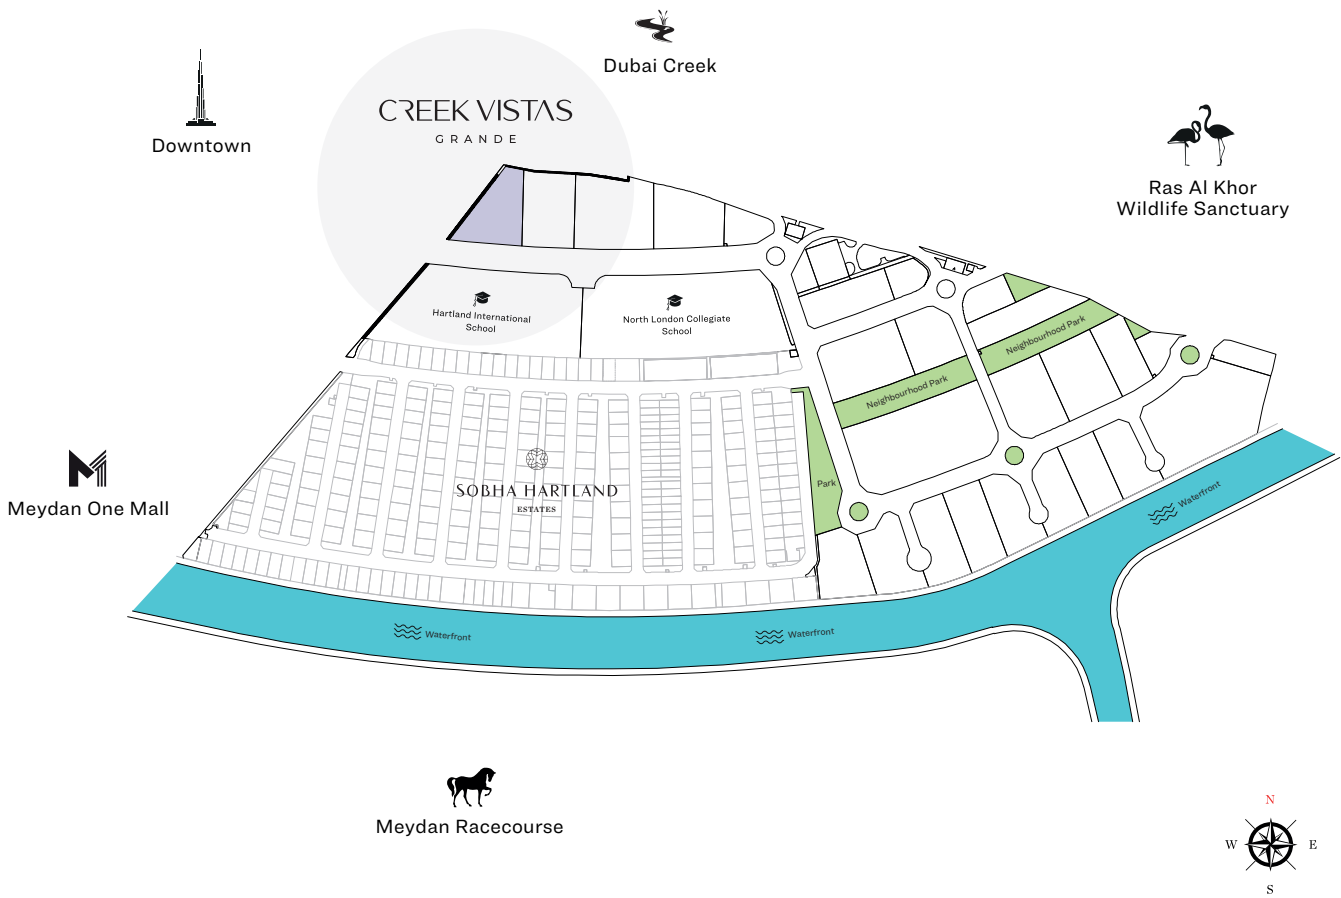 Dubai Creek
Downtown
CREEK VISTAS
GRANDE
Ras Al Khor
Wildlife Sanctuary
Hartland International
School
North London Collegiate
School
Neighbourhood Park
Neighbourhood Park
Park
SOBHA HARTLAND
ESTATES
Meydan One Mall
Waterfront
Waterfront
Waterfront
Meydan Racecourse
N
W
E
S